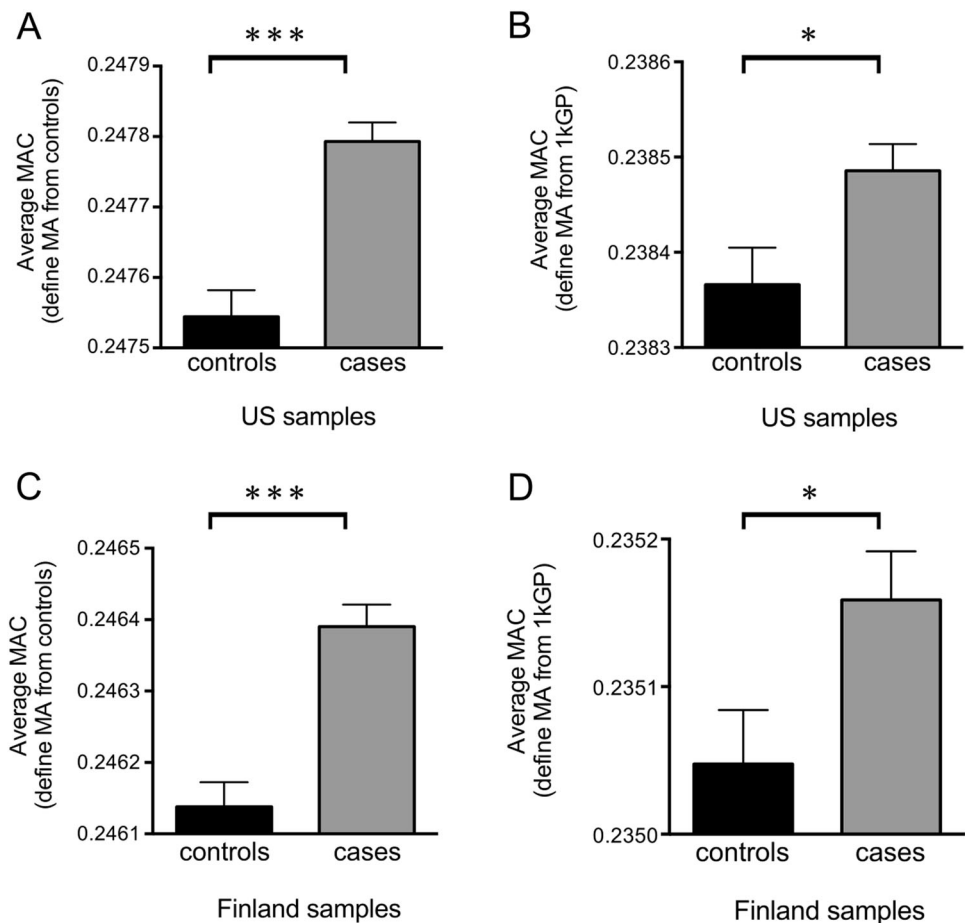 A
***
Average MAC
(define MA from controls)
0.2479
0.2478
0.2477
0.2476
0.2475
controls cases
US samples
B
*
Average MAC
(define MA from 1kGP)
0.2386
0.2385
0.2384
0.2383
controls cases
US samples
C
***
Average MAC
(define MA from controls)
0.2465
0.2464
0.2463
0.2462
0.2461
controls cases
Finland samples
D
*
Average MAC
(define MA from 1kGP)
0.2352
0.2351
0.2350
controls cases
Finland samples